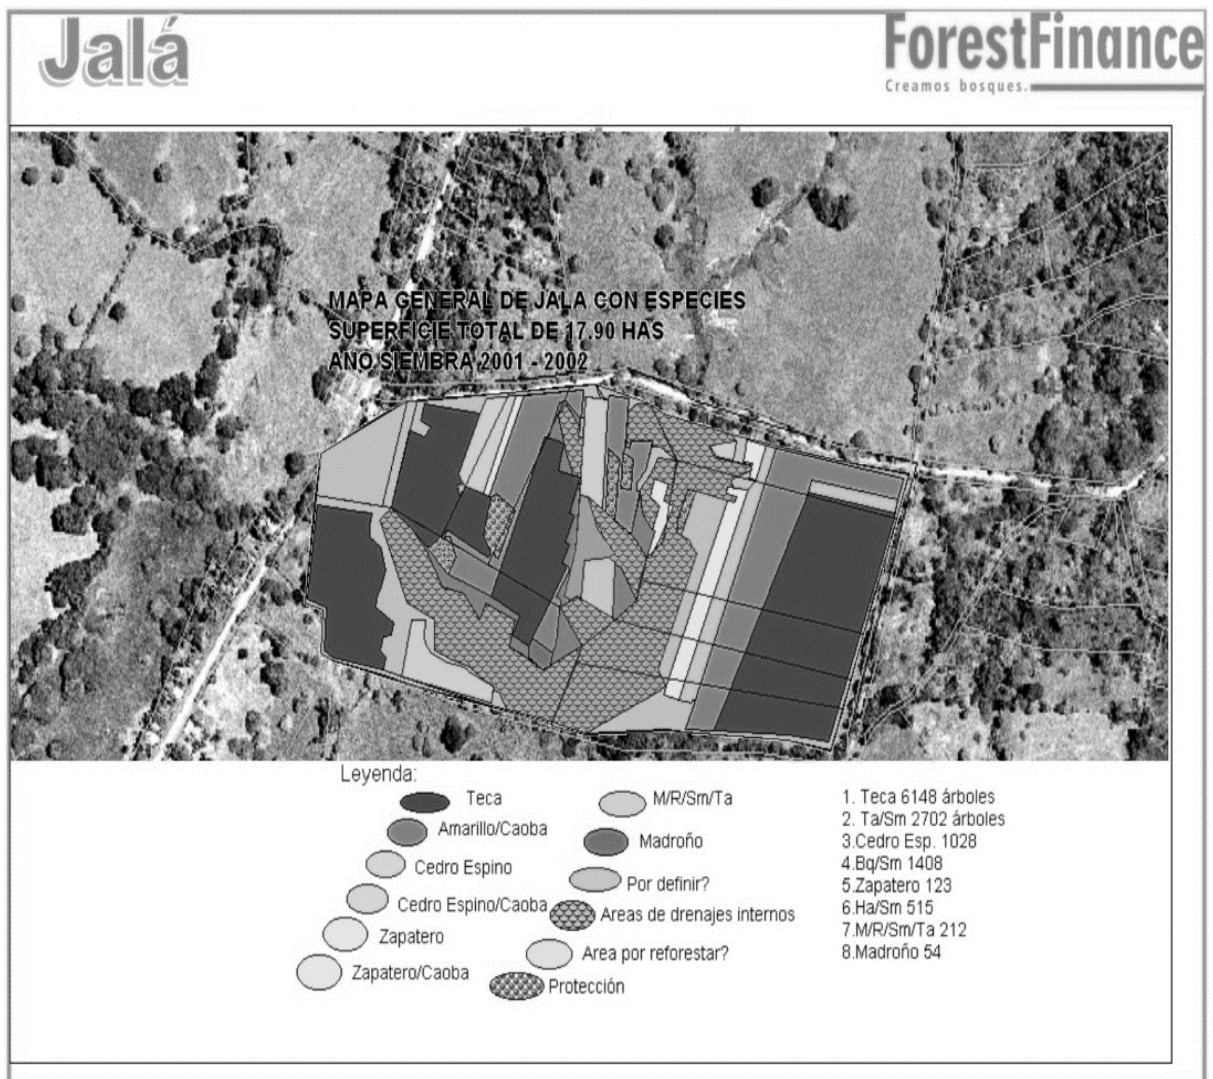 Jalá
ForestFinance
Creamos bosques.
MAPA GENERAL DE JALA CON ESPECIES
SUPERFICIE TOTAL DE 17.90 HAS
ANO SIEMBRA 2001 - 2002
Leyenda:
Teca
Amarillo/Caoba
Cedro Espino
Cedro Espino/Caoba
Zapatero
Zapatero/Caoba
M/R/Sm/Ta
Madroño
Por definir?
Areas de drenajes internos
Area por reforestar?
Protección
1. Teca 6148 árboles
2. Ta/Sm 2702 árboles
3.Cedro Esp. 1028
4.Bq/Sm 1408
5.Zapatero 123
6.Ha/Sm 515
7.M/R/Sm/Ta 212
8.Madroño 54